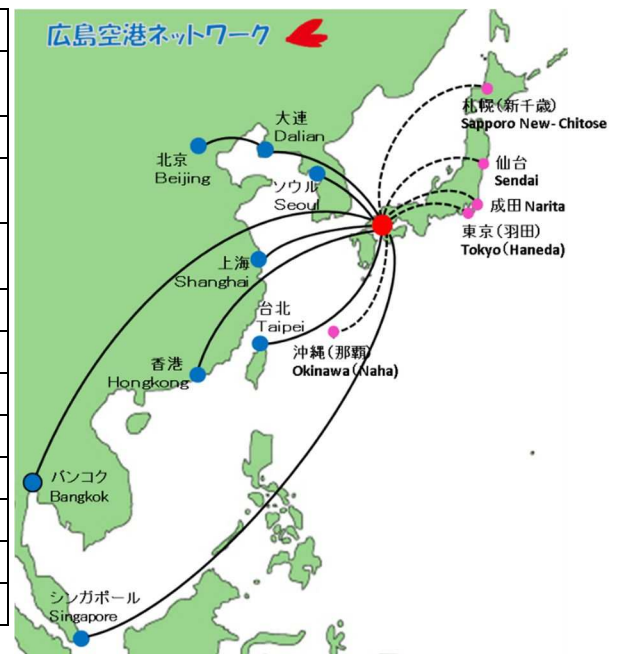 広島空港ネットワーク
札幌（新千歳）
Sapporo New-Chitose
大連
Dalian
北京
Beijing
仙台
Sendai
ソウル
Seoul
成田 Narita
東京（羽田）
Tokyo（Haneda）
上海
Shanghai
台北
Taipei
沖縄（那覇）
Okinawa（Naha）
香港
Hongkong
バンコク
Bangkok
シンガポール
Singapore